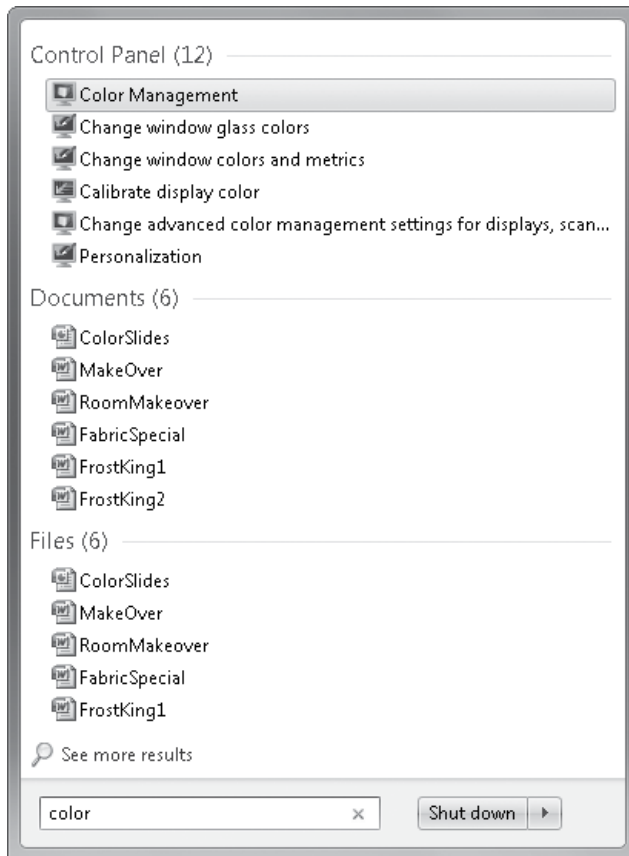 Control Panel (12)
Color Management
Change window glass colors
Change window colors and metrics
Calibrate display color
Change advanced color management settings for displays, scan...
Personalization
Documents (6)
ColorSlides
MakeOver
RoomMakeover
FabricSpecial
FrostKing1
FrostKing2
Files (6)
ColorSlides
MakeOver
RoomMakeover
FabricSpecial
FrostKing1
See more results
color
Shut down